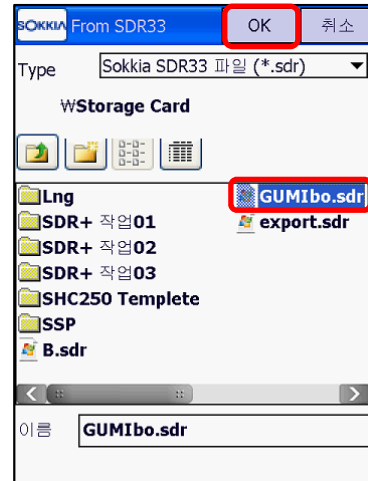 SOKKIA From SDR33 OK 취소
Type Sokkia SDR33 파일 (*.sdr)
₩Storage Card
Lng
SDR+ 작업01
SDR+ 작업02
SDR+ 작업03
SHC250 Templete
SSP
B.sdr
GUMIbo.sdr
export.sdr
이름 GUMIbo.sdr